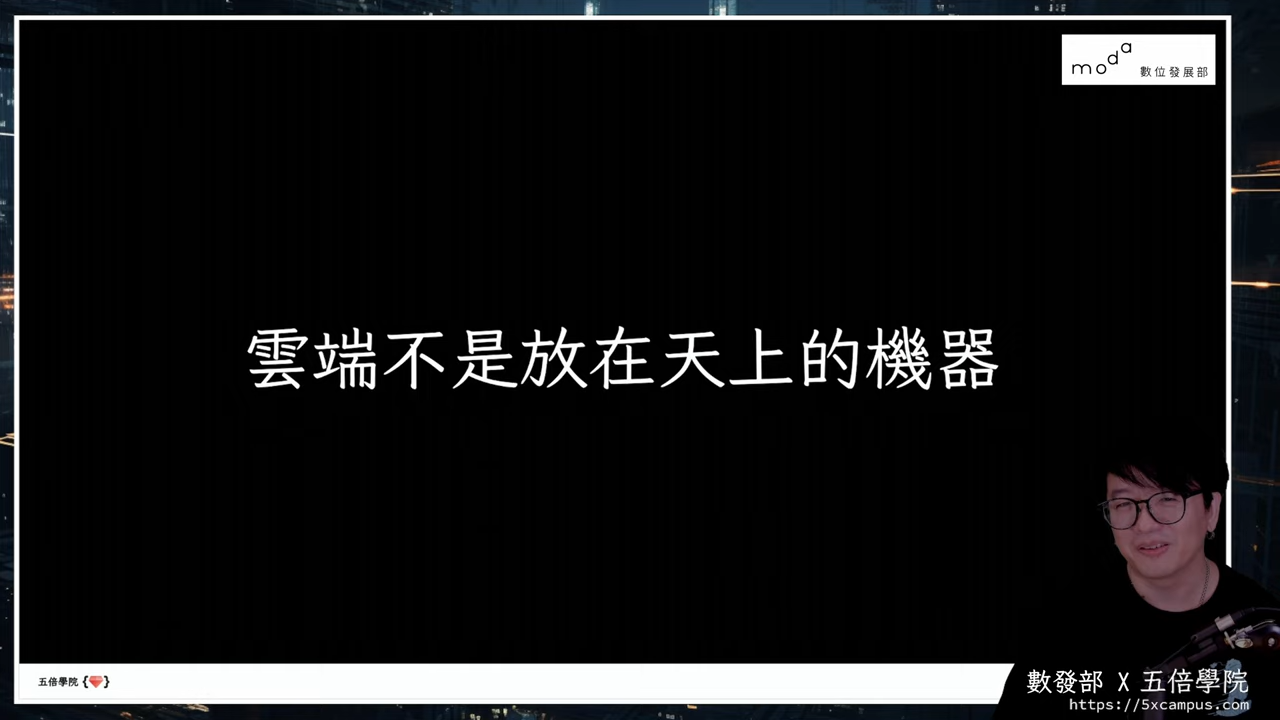 moda 數位發展部
雲端不是放在天上的機器
五倍學院 {❤}
數發部 X 五倍學院
https://5xcampus.com